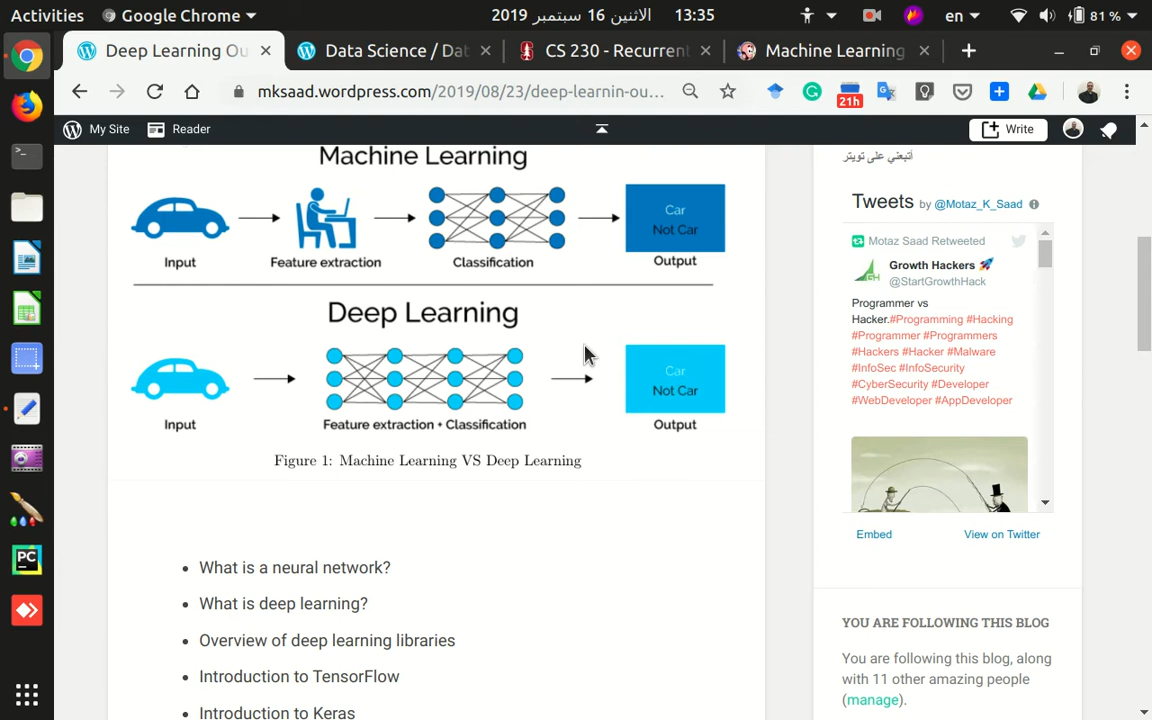 Activities
Google Chrome
الاثنين 16 سبتمبر 2019
13:35
en
81 %
Deep Learning Ou
Data Science / Dat
CS 230 - Recurrent
Machine Learning
mksaad.wordpress.com/2019/08/23/deep-learnin-ou...
21h
My Site
Reader
Write
Machine Learning
Input
Feature extraction
Classification
Car
Not Car
Output
Deep Learning
Input
Feature extraction + Classification
Car
Not Car
Output
Figure 1: Machine Learning VS Deep Learning
What is a neural network?
What is deep learning?
Overview of deep learning libraries
Introduction to TensorFlow
Introduction to Keras
أتبعني على تويتر
Tweets by @Motaz_K_Saad
Motaz Saad Retweeted
Growth Hackers 🚀
@StartGrowthHack
GH
Programmer vs
Hacker.#Programming #Hacking
#Programmer #Programmers
#Hackers #Hacker #Malware
#InfoSec #InfoSecurity
#CyberSecurity #Developer
#WebDeveloper #AppDeveloper
Embed
View on Twitter
YOU ARE FOLLOWING THIS BLOG
You are following this blog, along
with 11 other amazing people
(manage).
PC